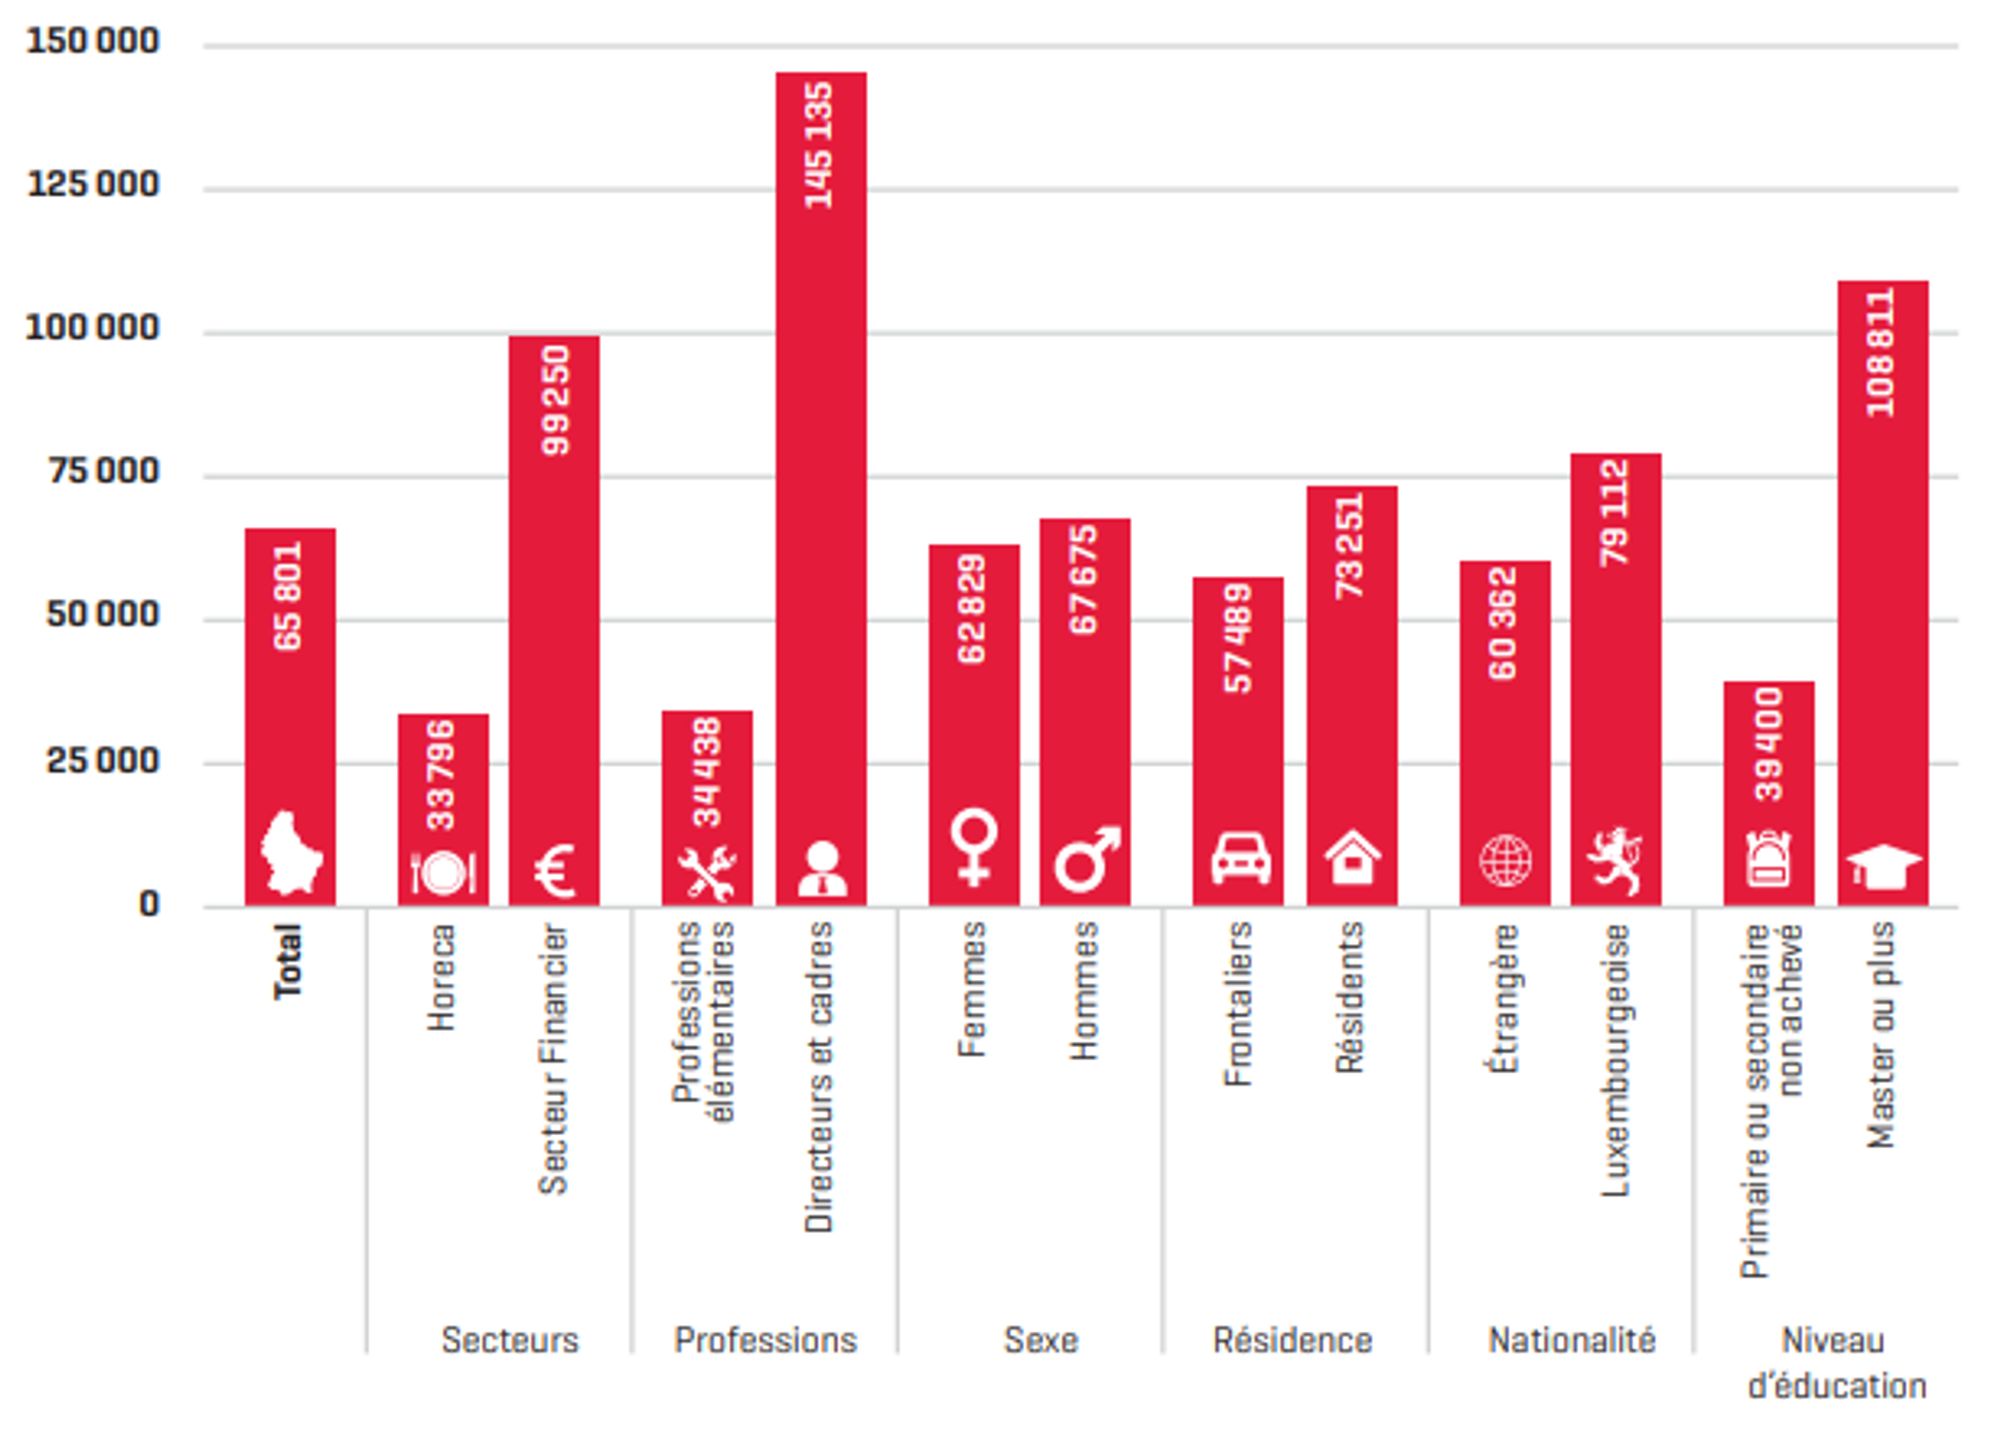 150 000
125 000
100 000
75 000
50 000
25 000
0
65 801
33 796
99 250
34 438
145 135
62 829
67 675
57 489
73 251
60 362
79 112
39 400
108 811
Total
Horeca
Secteur Financier
Professions
élémentaires
Directeurs et cadres
Femmes
Hommes
Frontaliers
Résidents
Étrangère
Luxembourgeoise
Primaire ou secondaire
non achevé
Master ou plus
Secteurs
Professions
Sexe
Résidence
Nationalité
Niveau
d'éducation